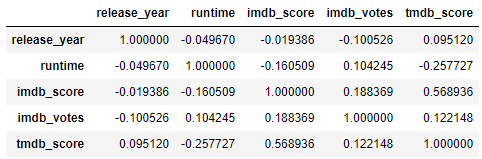 release_year runtime imdb_score imdb_votes tmdb_score
release_year 1.000000 -0.049670 -0.019386 -0.100526 0.095120
runtime -0.049670 1.000000 -0.160509 0.104245 -0.257727
imdb_score -0.019386 -0.160509 1.000000 0.188369 0.568936
imdb_votes -0.100526 0.104245 0.188369 1.000000 0.122148
tmdb_score 0.095120 -0.257727 0.568936 0.122148 1.000000